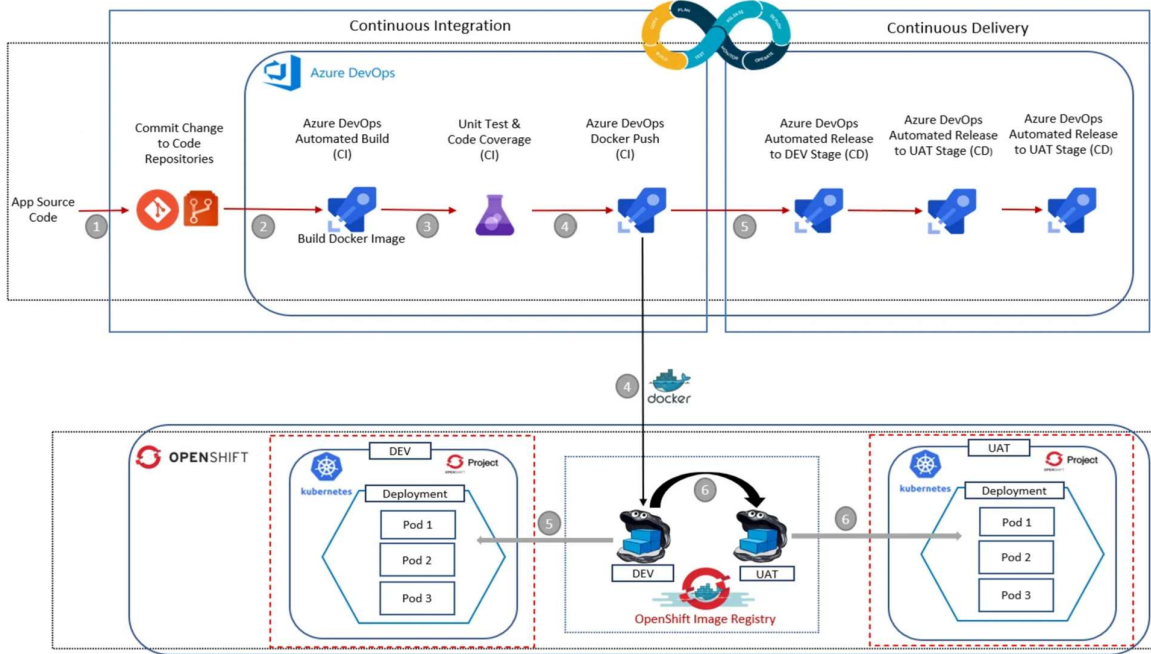 Continuous Integration
Continuous Delivery
PLAN
TEST
Azure DevOps
Commit Change
to Code
Repositories
Azure DevOps
Automated Build
(CI)
Unit Test &
Code Coverage
(CI)
Azure DevOps
Docker Push
(CI)
Azure DevOps
Automated Release
to DEV Stage (CD)
Azure DevOps
Automated Release
to UAT Stage (CD)
Azure DevOps
Automated Release
to UAT Stage (CD)
App Source
Code
1
2
3
4
5
Build Docker Image
4
docker
OPENSHIFT
DEV
kubernetes
OPENSHIFT
Project
Deployment
Pod 1
Pod 2
Pod 3
5
6
DEV
UAT
OpenShift Image Registry
6
UAT
kubernetes
OPENSHIFT
Project
Deployment
Pod 1
Pod 2
Pod 3